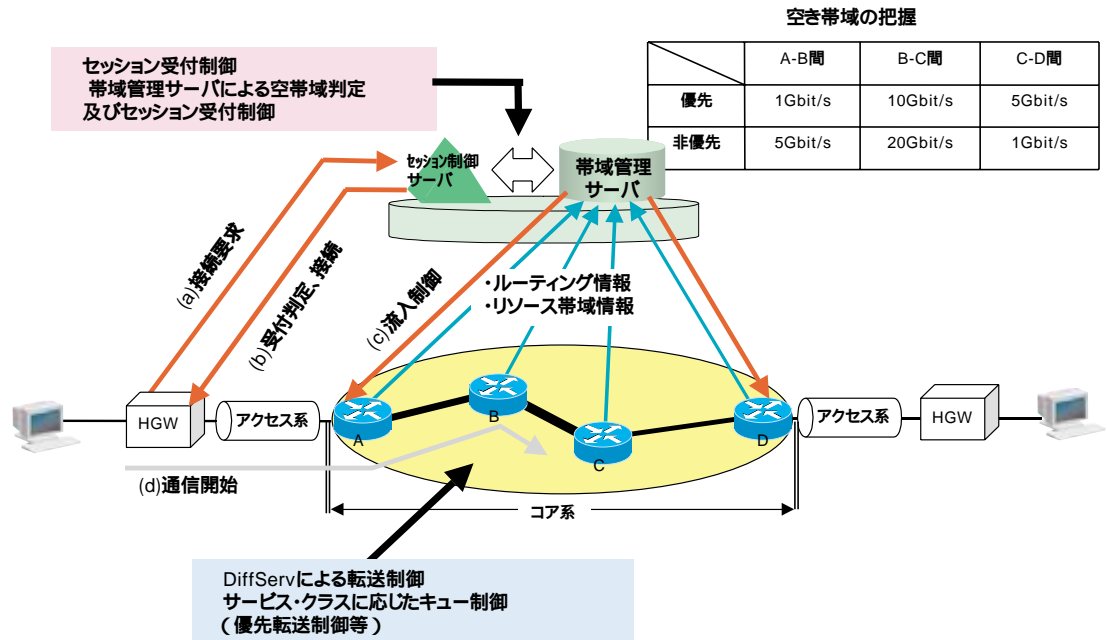 空き帯域の把握
A-B間 B-C間 C-D間
優先 1Gbit/s 10Gbit/s 5Gbit/s
非優先 5Gbit/s 20Gbit/s 1Gbit/s
セッション受付制御
帯域管理サーバによる空帯域判定
及びセッション受付制御
セッション制御
サーバ
帯域管理
サーバ
(a)接続要求
(b)受付判定、接続
(c)流入制御
・ルーティング情報
・リソース帯域情報
HGW
アクセス系
A
B
C
D
アクセス系
HGW
(d)通信開始
コア系
DiffServによる転送制御
サービス・クラスに応じたキュー制御
(優先転送制御等)